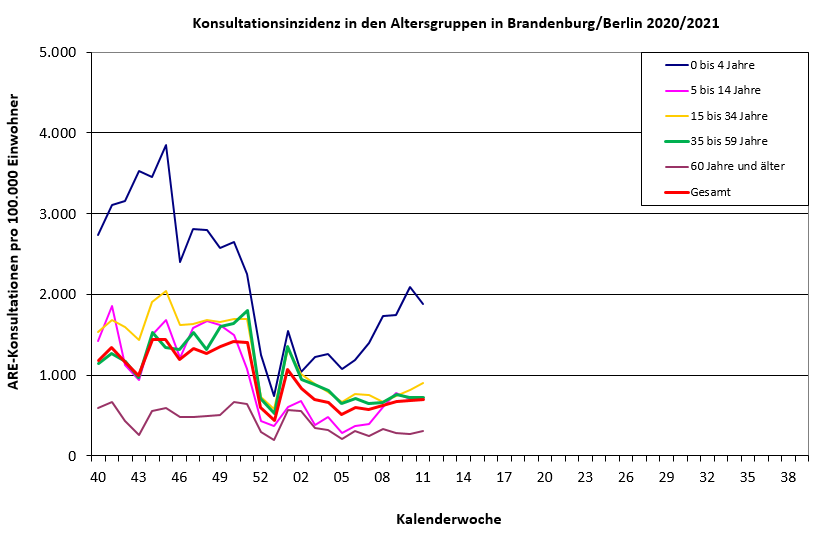 Konsultationsinzidenz in den Altersgruppen in Brandenburg/Berlin 2020/2021
ARE-Konsultationen pro 100.000 Einwohner
5.000
4.000
3.000
2.000
1.000
0
0 bis 4 Jahre
5 bis 14 Jahre
15 bis 34 Jahre
35 bis 59 Jahre
60 Jahre und älter
Gesamt
40 43 46 49 52 02 05 08 11 14 17 20 23 26 29 32 35 38
Kalenderwoche